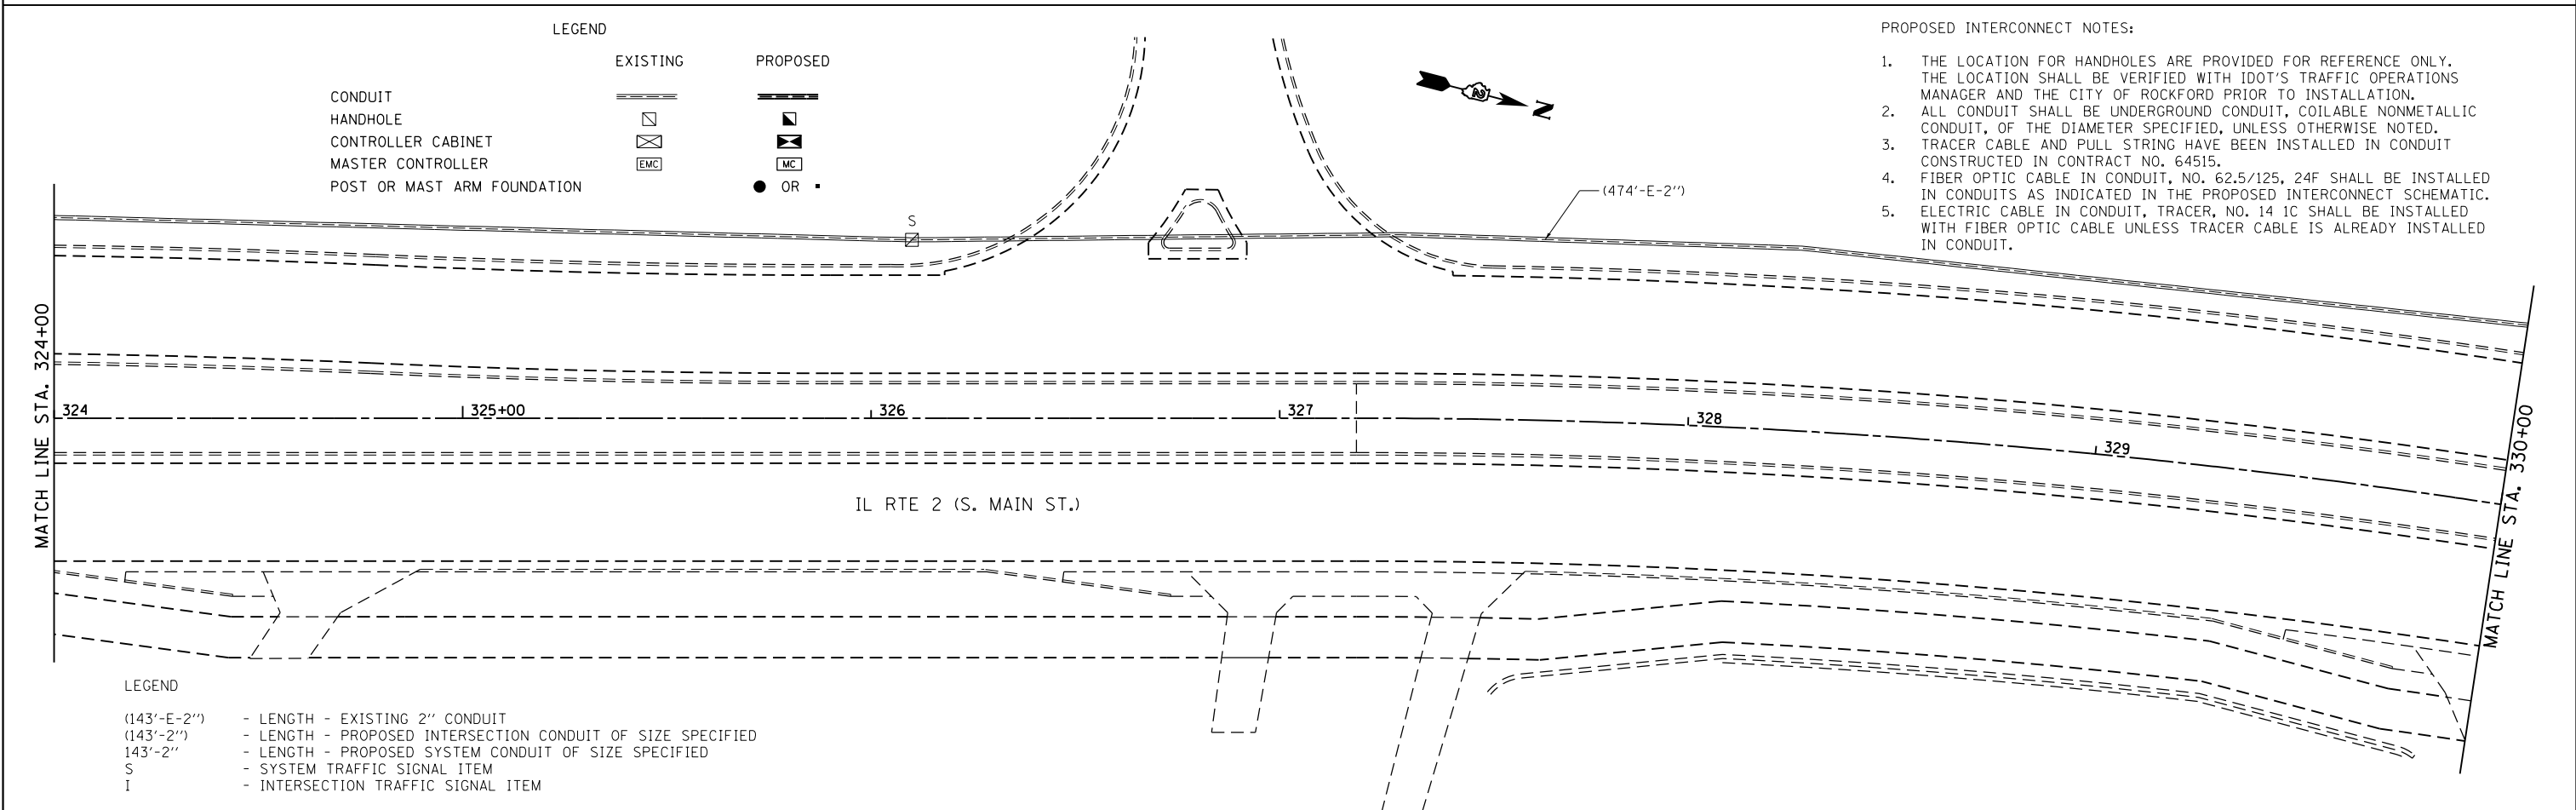 LEGEND
EXISTING PROPOSED
CONDUIT
HANDHOLE
CONTROLLER CABINET
MASTER CONTROLLER EMC MC
POST OR MAST ARM FOUNDATION OR
PROPOSED INTERCONNECT NOTES:
1. THE LOCATION FOR HANDHOLES ARE PROVIDED FOR REFERENCE ONLY.
THE LOCATION SHALL BE VERIFIED WITH IDOT'S TRAFFIC OPERATIONS
MANAGER AND THE CITY OF ROCKFORD PRIOR TO INSTALLATION.
2. ALL CONDUIT SHALL BE UNDERGROUND CONDUIT, COILABLE NONMETALLIC
CONDUIT, OF THE DIAMETER SPECIFIED, UNLESS OTHERWISE NOTED.
3. TRACER CABLE AND PULL STRING HAVE BEEN INSTALLED IN CONDUIT
CONSTRUCTED IN CONTRACT NO. 64515.
4. FIBER OPTIC CABLE IN CONDUIT, NO. 62.5/125, 24F SHALL BE INSTALLED
IN CONDUITS AS INDICATED IN THE PROPOSED INTERCONNECT SCHEMATIC.
5. ELECTRIC CABLE IN CONDUIT, TRACER, NO. 14 1C SHALL BE INSTALLED
WITH FIBER OPTIC CABLE UNLESS TRACER CABLE IS ALREADY INSTALLED
IN CONDUIT.
2
N
(474'-E-2")
S
MATCH LINE STA. 324+00
324 325+00 326 327 328 329
IL RTE 2 (S. MAIN ST.)
MATCH LINE STA. 330+00
LEGEND
(143'-E-2") - LENGTH - EXISTING 2" CONDUIT
(143'-2") - LENGTH - PROPOSED INTERSECTION CONDUIT OF SIZE SPECIFIED
143'-2" - LENGTH - PROPOSED SYSTEM CONDUIT OF SIZE SPECIFIED
S - SYSTEM TRAFFIC SIGNAL ITEM
I - INTERSECTION TRAFFIC SIGNAL ITEM